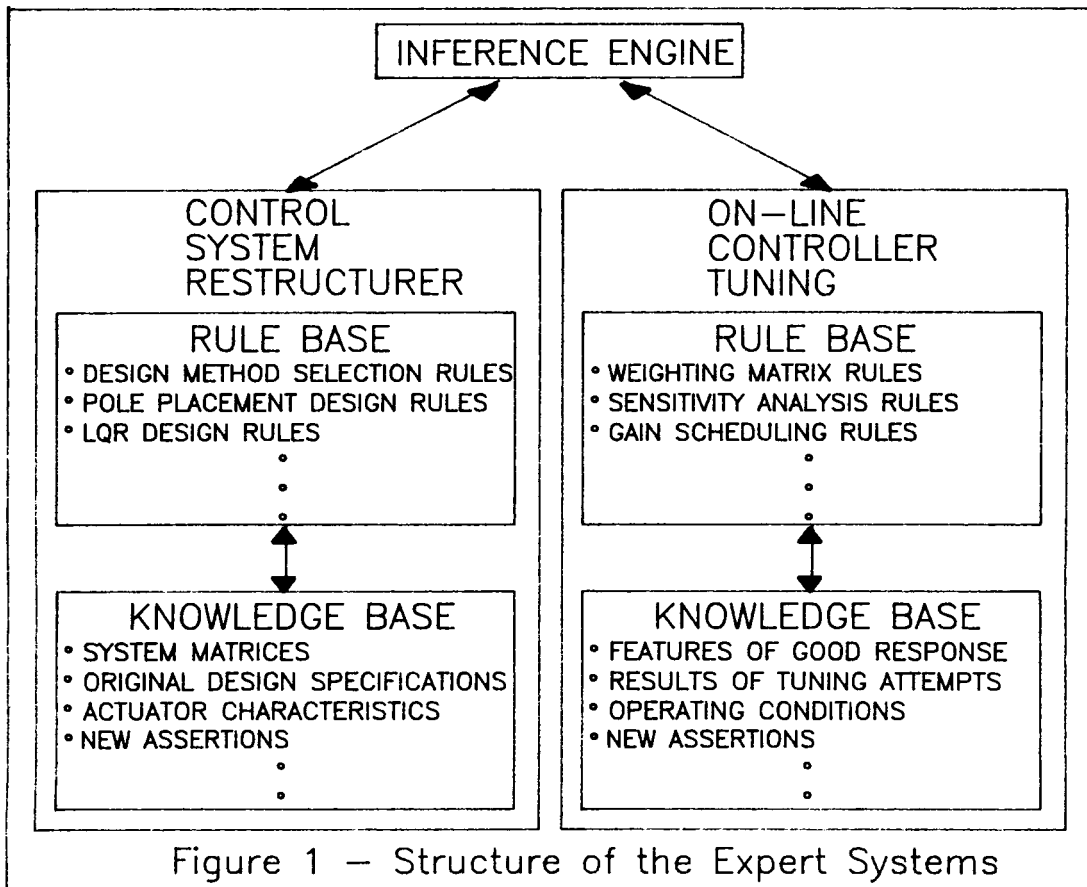 INFERENCE ENGINE
CONTROL
SYSTEM
RESTRUCTURER
RULE BASE
° DESIGN METHOD SELECTION RULES
° POLE PLACEMENT DESIGN RULES
° LQR DESIGN RULES
KNOWLEDGE BASE
° SYSTEM MATRICES
° ORIGINAL DESIGN SPECIFICATIONS
° ACTUATOR CHARACTERISTICS
° NEW ASSERTIONS
ON-LINE
CONTROLLER
TUNING
RULE BASE
° WEIGHTING MATRIX RULES
° SENSITIVITY ANALYSIS RULES
° GAIN SCHEDULING RULES
KNOWLEDGE BASE
° FEATURES OF GOOD RESPONSE
° RESULTS OF TUNING ATTEMPTS
° OPERATING CONDITIONS
° NEW ASSERTIONS
Figure 1 – Structure of the Expert Systems